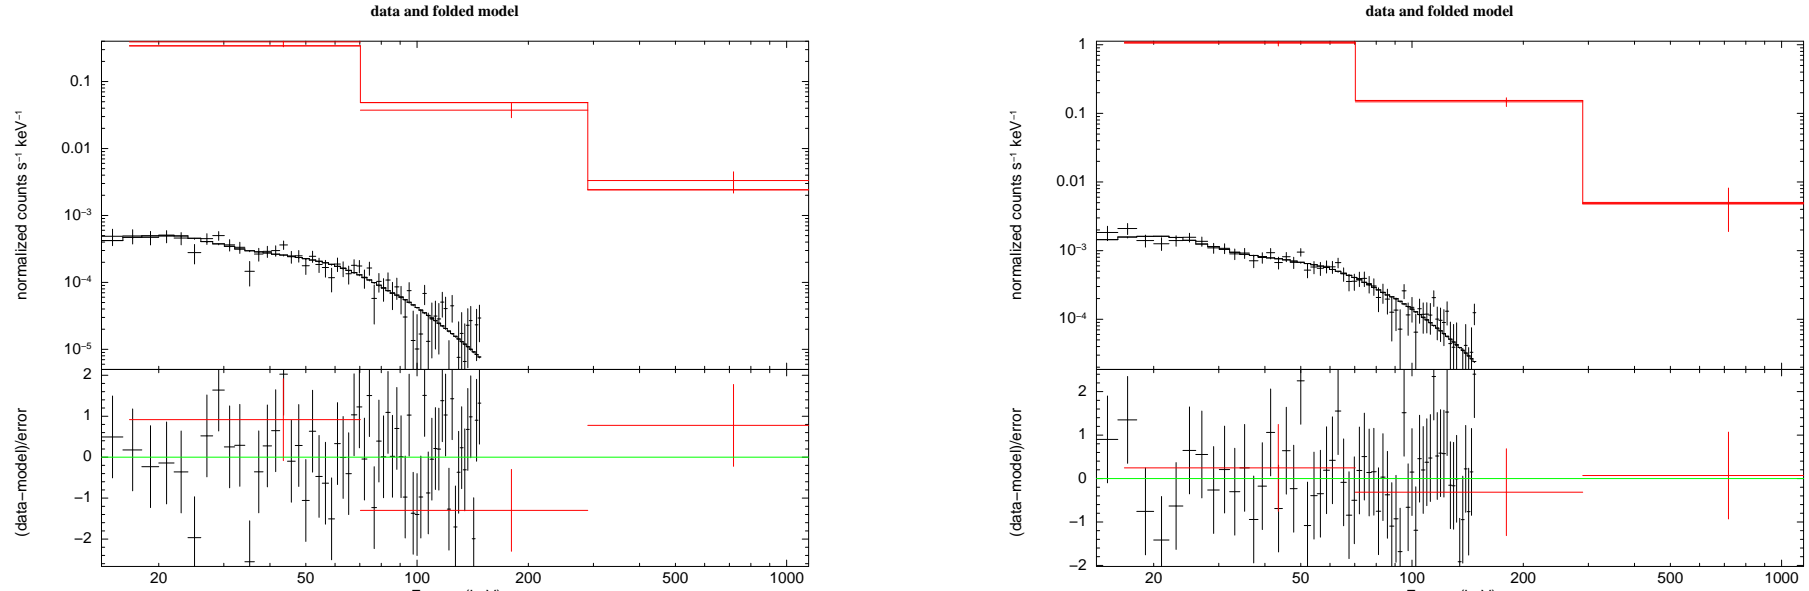 data and folded model
normalized counts s⁻¹ keV⁻¹
0.1
0.01
10⁻³
10⁻⁴
10⁻⁵
(data−model)/error
2
1
0
−1
−2
20 50 100 200 500 1000
data and folded model
normalized counts s⁻¹ keV⁻¹
1
0.1
0.01
10⁻³
10⁻⁴
(data−model)/error
2
1
0
−1
−2
20 50 100 200 500 1000